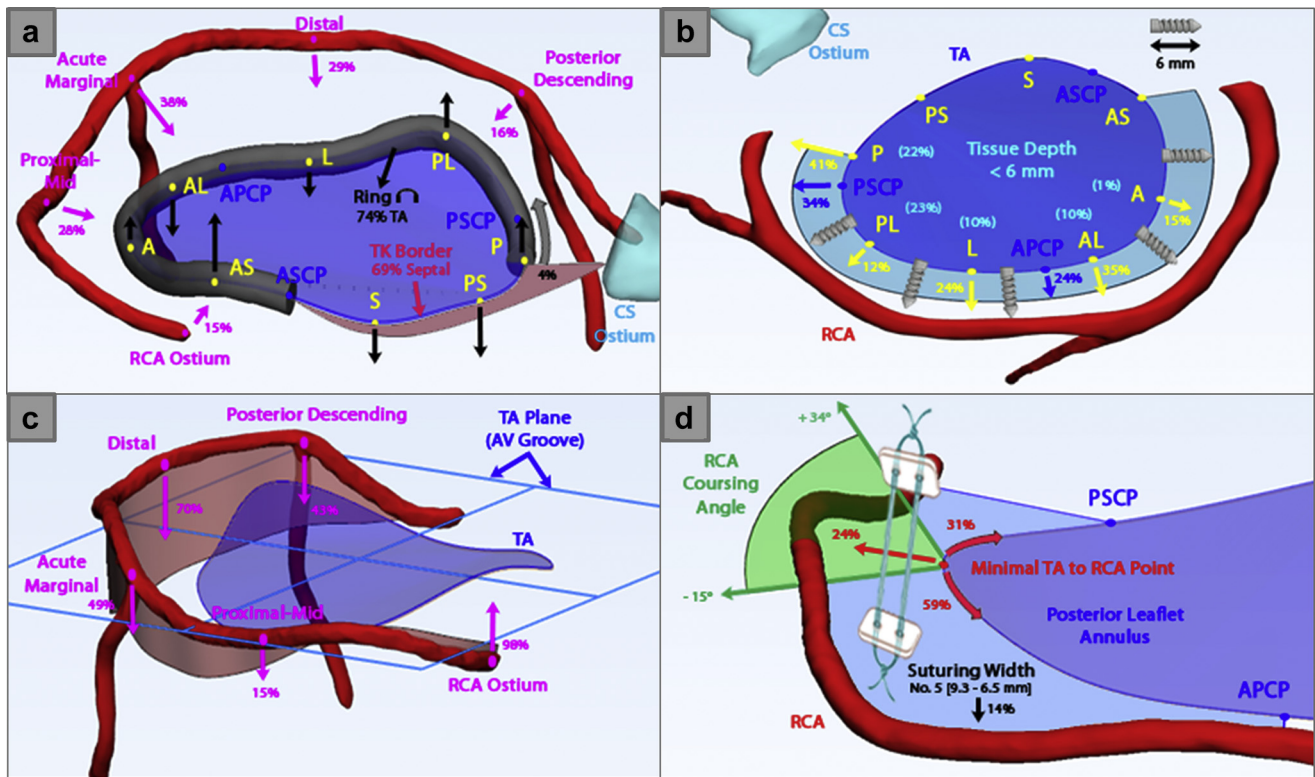 a
Distal
29%
Acute
Marginal
38%
Posterior
Descending
16%
Proximal-
Mid
28%
AL
APCP
L
PL
Ring
74% TA
PSCP
P
A
AS
ASCP
TK Border
69% Septal
S
PS
4%
15%
RCA Ostium
CS
Ostium
b
CS
Ostium
TA
6 mm
S
ASCP
AS
PS
P
(22%)
Tissue Depth
< 6 mm
41%
PSCP
34%
(23%)
(1%)
A
15%
PL
(10%)
(10%)
12%
L
APCP
AL
24%
24%
35%
RCA
c
Posterior Descending
Distal
TA Plane
(AV Groove)
70%
43%
TA
Acute
Marginal
49%
Proximal-Mid
15%
98%
RCA Ostium
d
+ 34°
RCA
Coursing
Angle
- 15°
24%
31%
PSCP
Minimal TA to RCA Point
59%
Posterior Leaflet
Annulus
Suturing Width
No. 5 [9.3 - 6.5 mm]
14%
APCP
RCA